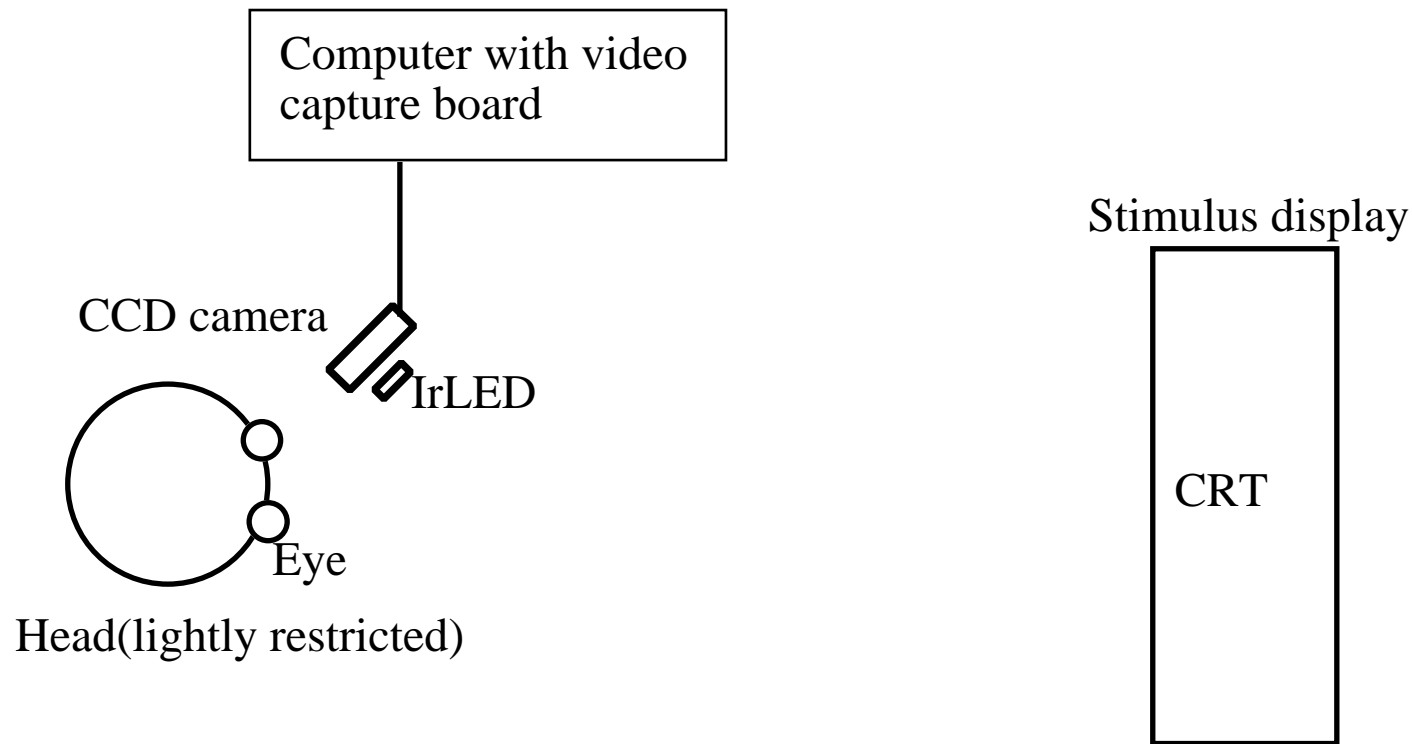 Computer with video
capture board
Stimulus display
CCD camera
IrLED
CRT
Eye
Head(lightly restricted)